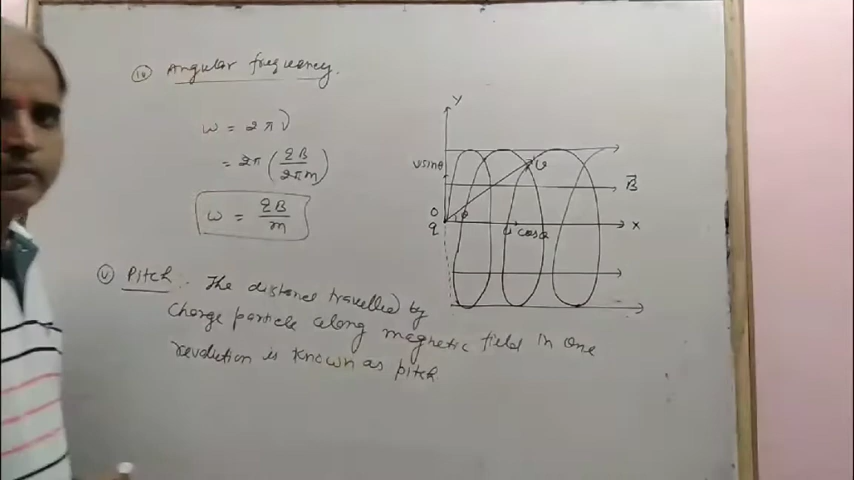 (iv) Angular frequency.
ω = 2πν
= 2π (qB/2πm)
ω = qB/m
(v) Pitch :- The distance travelled by
charge particle along magnetic field in one
revolution is known as pitch
Y
v sinθ
v
B⃗
O
θ
X
q
v cosθ